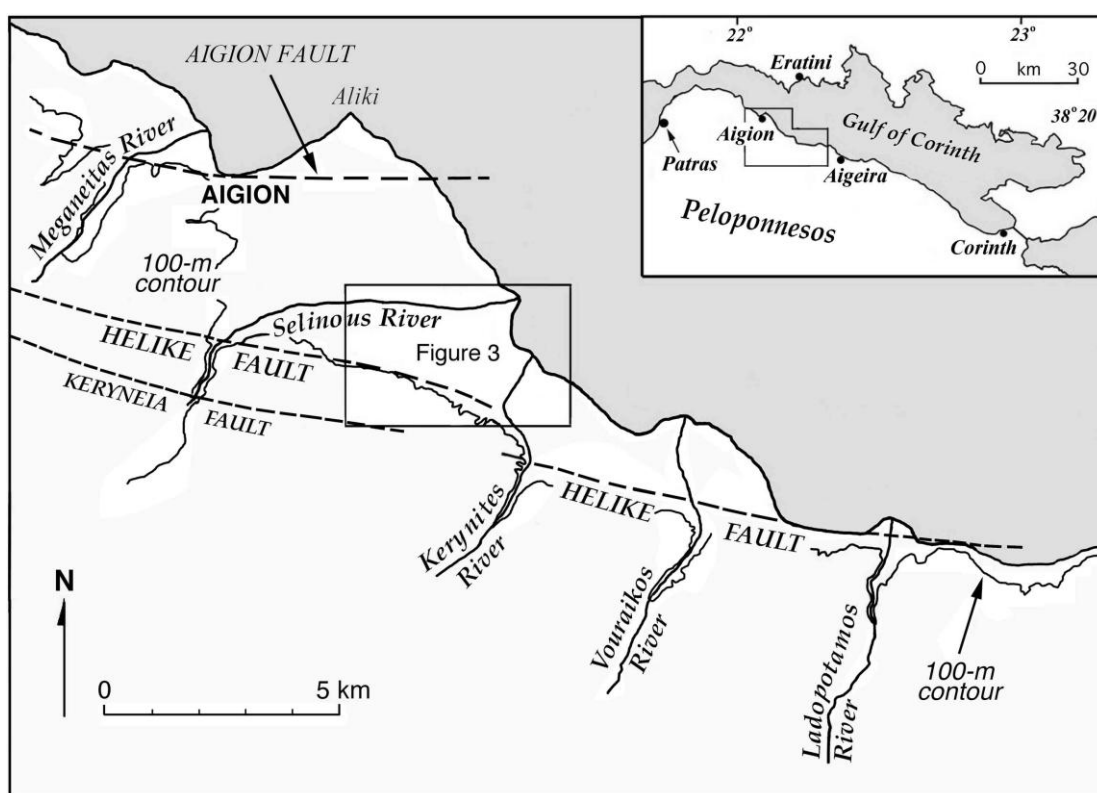 AIGION FAULT
Aliki
Meganeitas River
AIGION
100-m
contour
Selinous River
Figure 3
HELIKE FAULT
KERYNEIA FAULT
Kerynites
River
HELIKE FAULT
Vouraikos
River
Ladopotamos
River
100-m
contour
N
0 5 km
22° 23
Eratini
0 km 30
38°20
Gulf of Corinth
Aigion
Patras
Aigeira
Peloponnesos
Corinth